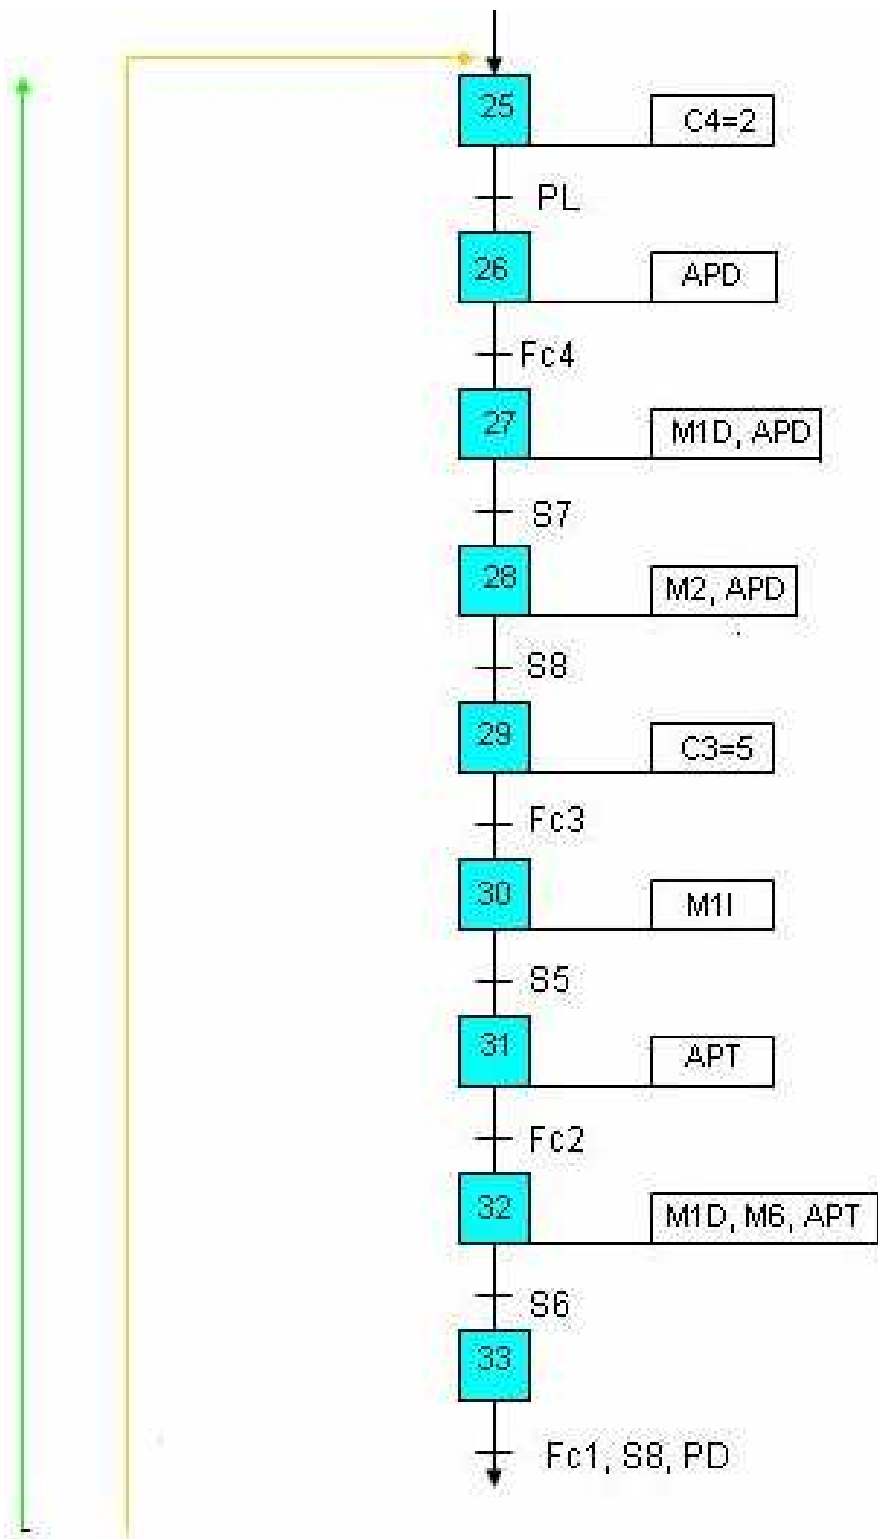 25
C4=2
PL
26
APD
Fc4
27
M1D, APD
S7
28
M2, APD
S8
29
C3=5
Fc3
30
M1I
S5
31
APT
Fc2
32
M1D, M6, APT
S6
33
Fc1, S8, PD